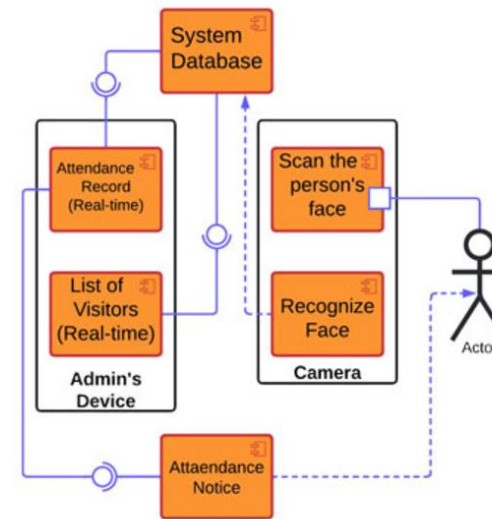 System
Database
Attendance
Record
(Real-time)
Scan the
person's
face
List of
Visitors
(Real-time)
Recognize
Face
Admin's
Device
Camera
Acto
Attaendance
Notice